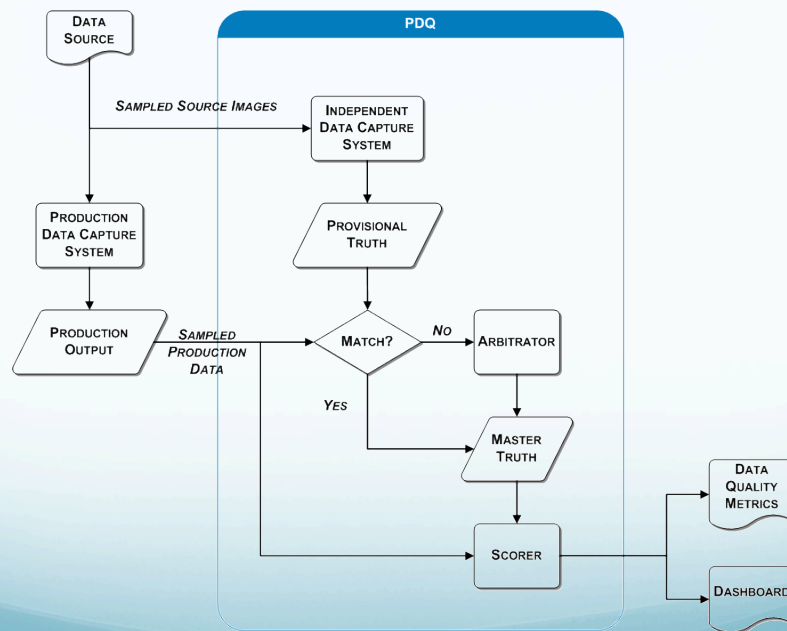 PDQ
DATA
SOURCE
SAMPLED SOURCE IMAGES
INDEPENDENT
DATA CAPTURE
SYSTEM
PRODUCTION
DATA CAPTURE
SYSTEM
PROVISIONAL
TRUTH
PRODUCTION
OUTPUT
SAMPLED
PRODUCTION
DATA
MATCH?
NO
ARBITRATOR
YES
MASTER
TRUTH
DATA
QUALITY
METRICS
SCORER
DASHBOARD